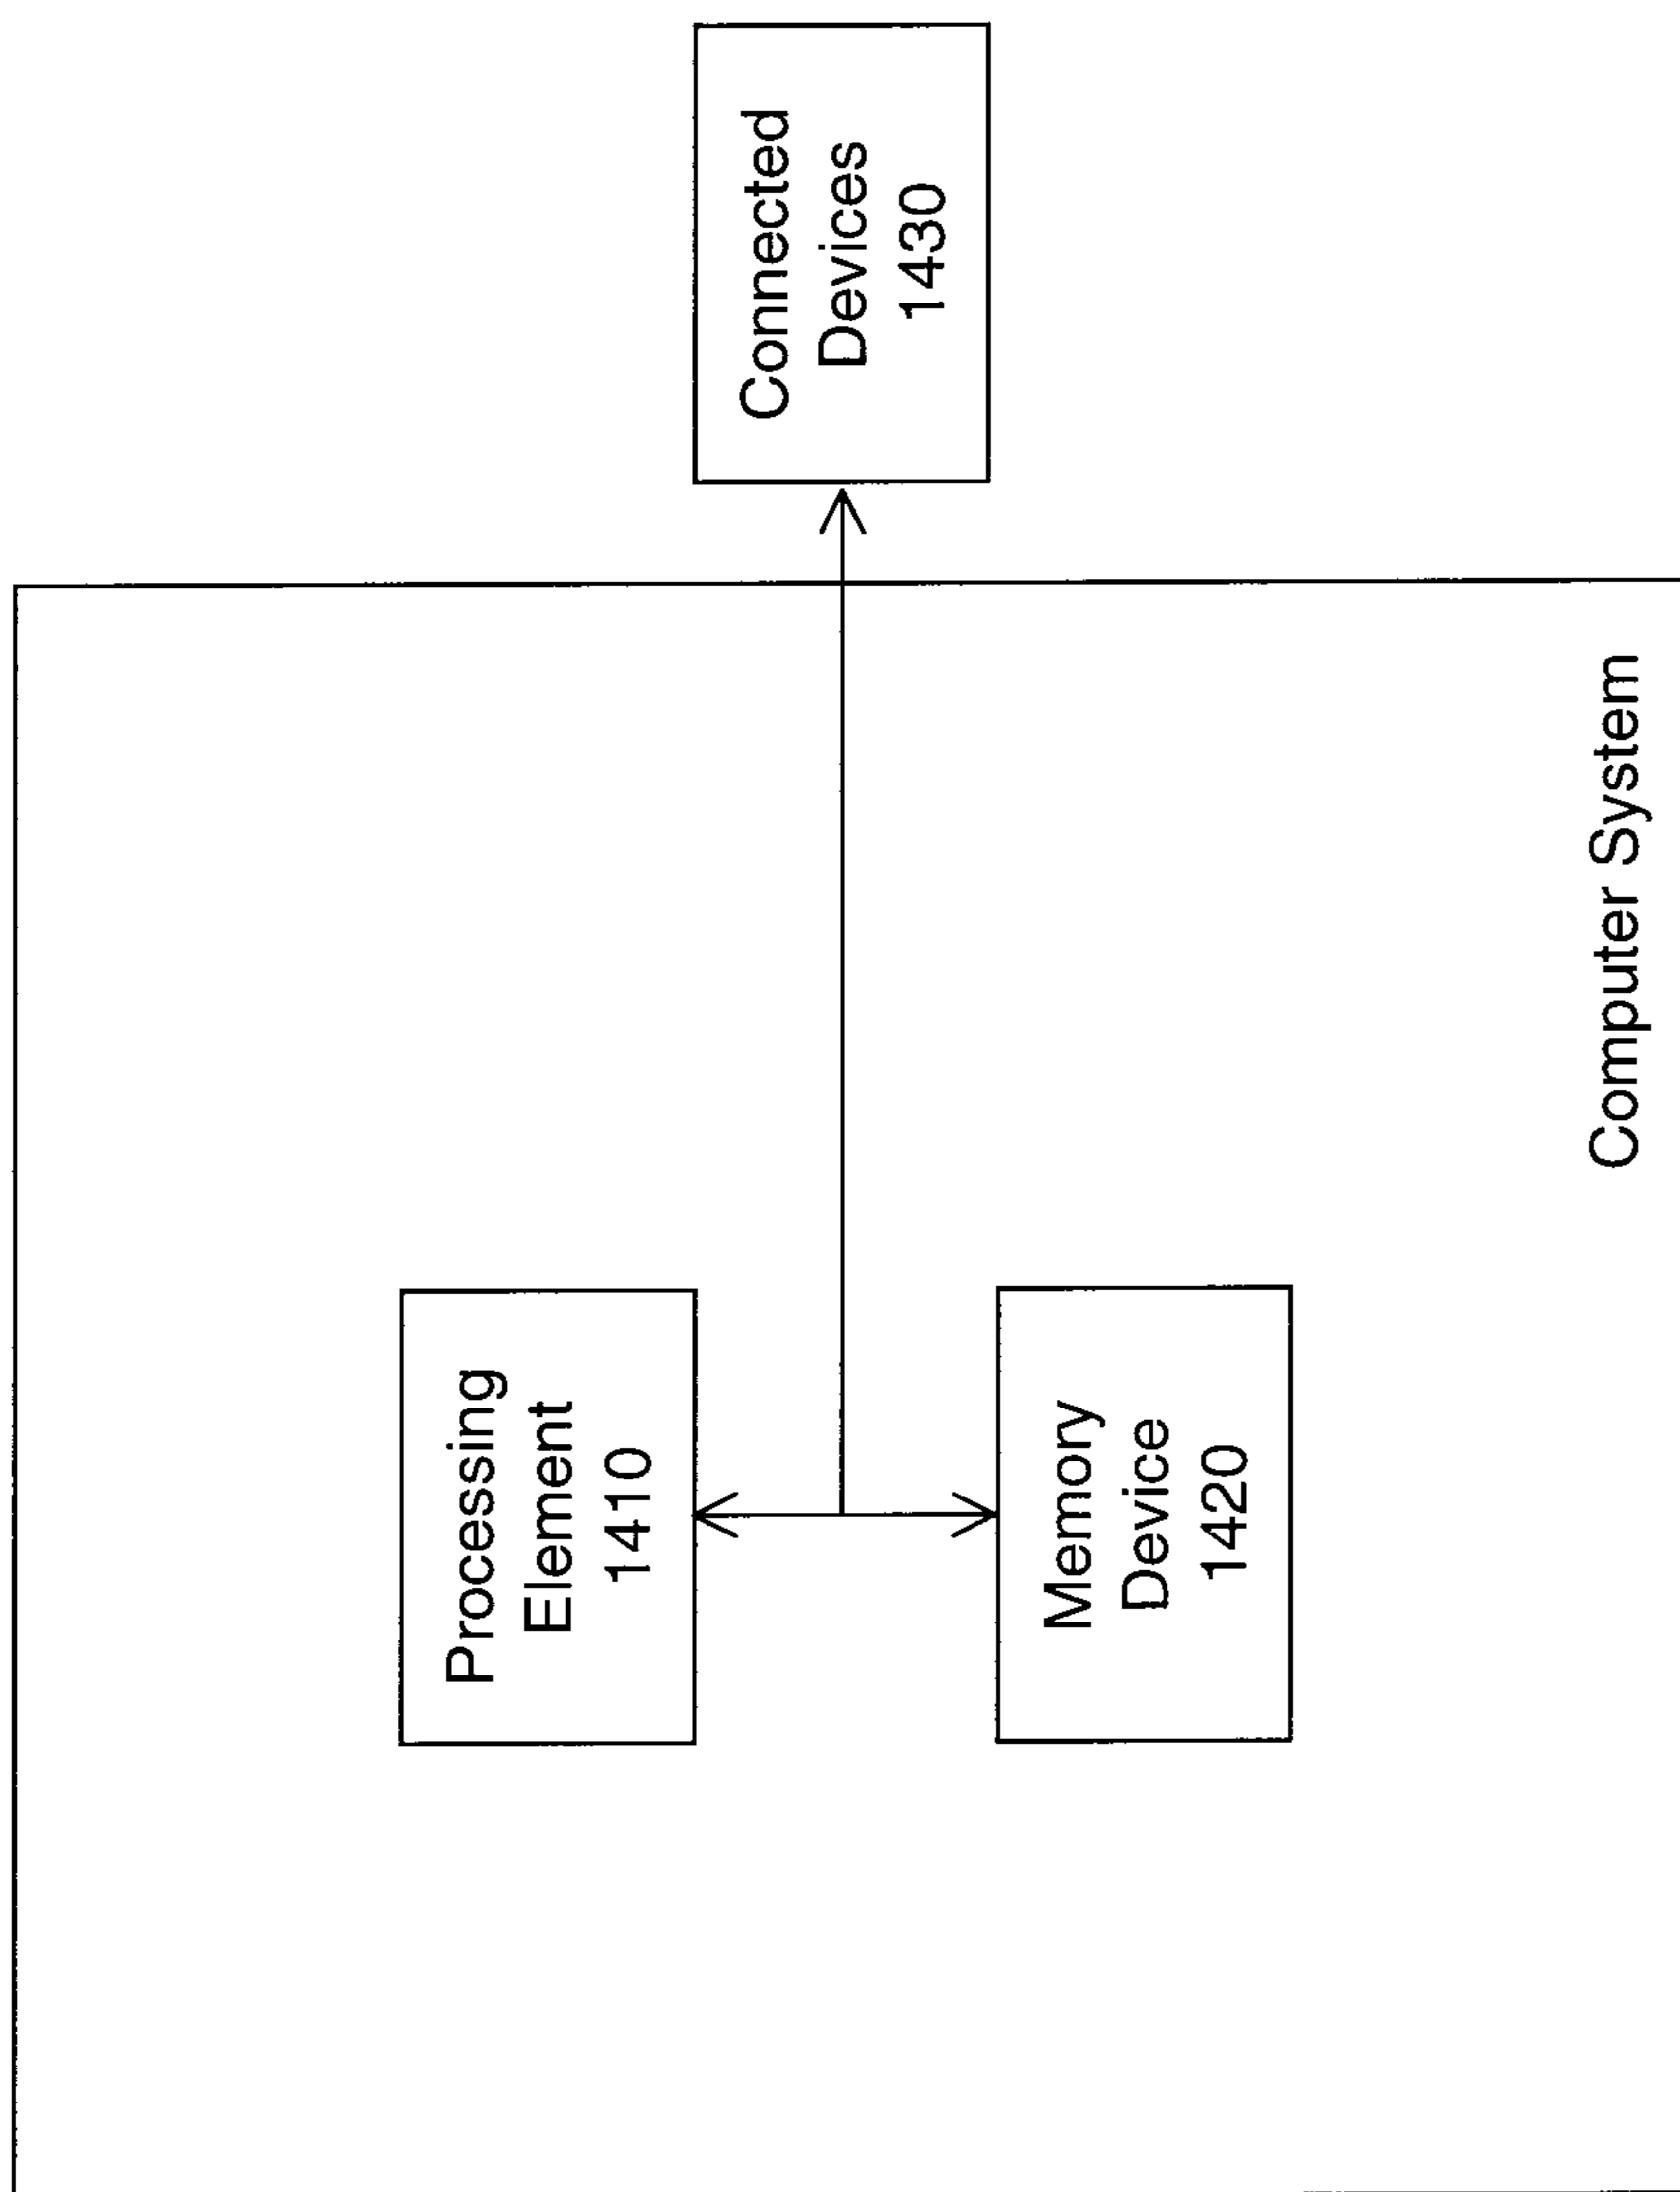 Processing
Element
1410
Memory
Device
1420
Connected
Devices
1430
Computer System